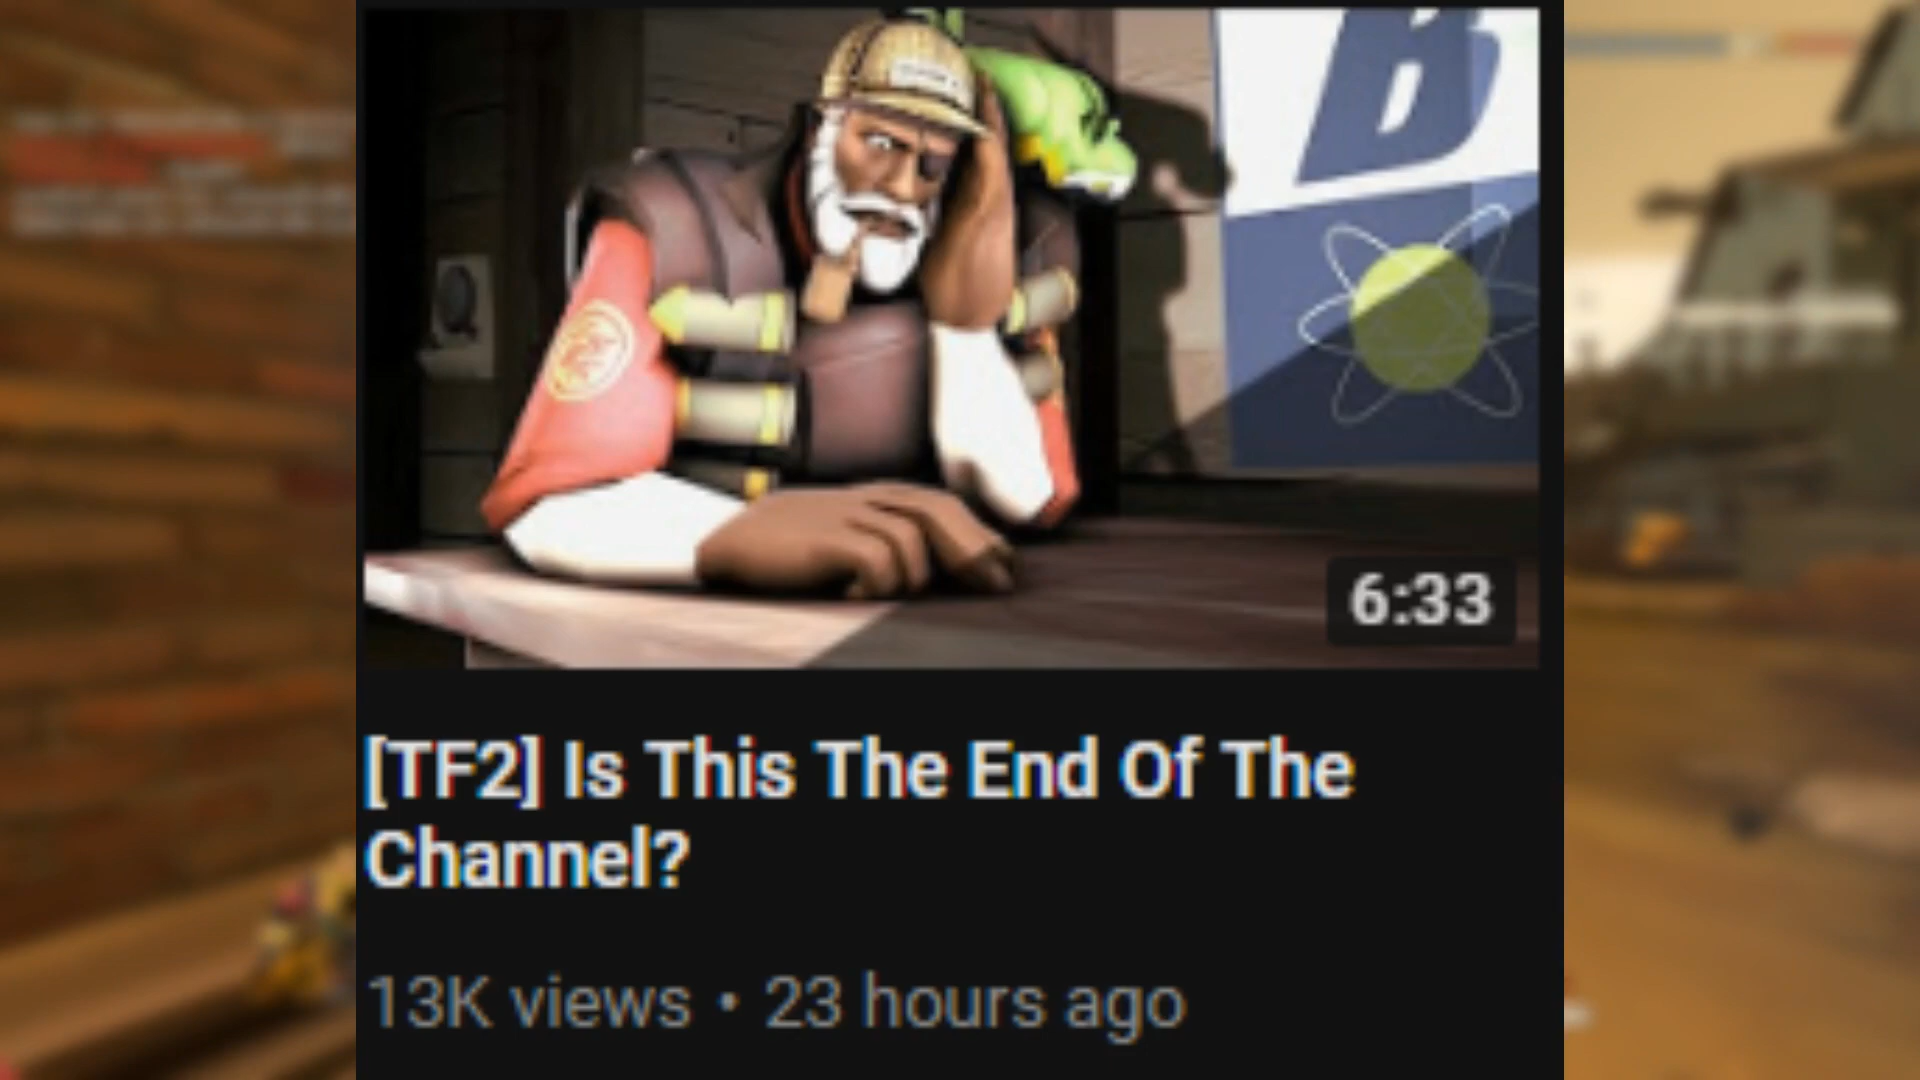 B
6:33
[TF2] Is This The End Of The
Channel?
13K views • 23 hours ago